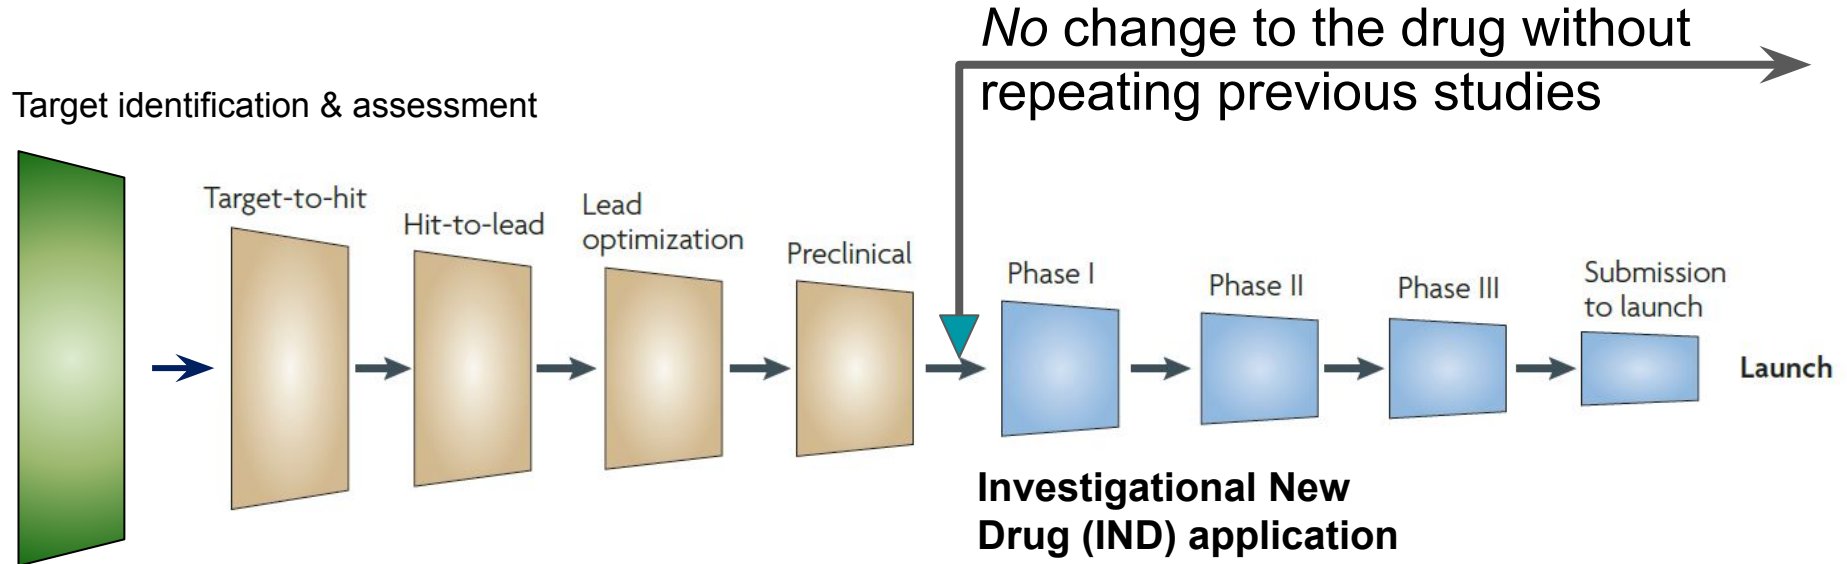 No change to the drug without
repeating previous studies
Target identification & assessment
Target-to-hit
Hit-to-lead
Lead
optimization
Preclinical
Phase I
Phase II
Phase III
Submission
to launch
Launch
Investigational New
Drug (IND) application